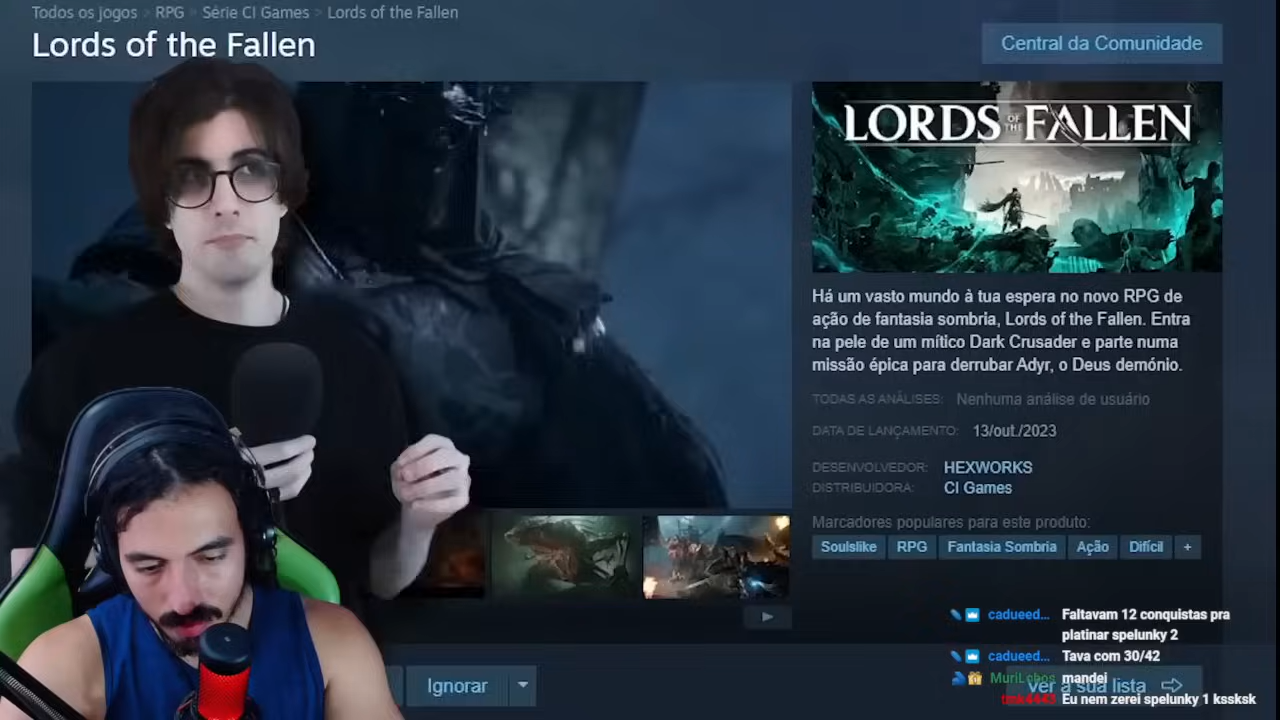 Todos os jogos > RPG > Série CI Games > Lords of the Fallen
Lords of the Fallen
Central da Comunidade
LORDS OF THE FALLEN
Há um vasto mundo à tua espera no novo RPG de
ação de fantasia sombria, Lords of the Fallen. Entra
na pele de um mítico Dark Crusader e parte numa
missão épica para derrubar Adyr, o Deus demónio.
TODAS AS ANÁLISES: Nenhuma análise de usuário
DATA DE LANÇAMENTO: 13/out./2023
DESENVOLVEDOR: HEXWORKS
DISTRIBUIDORA: CI Games
Marcadores populares para este produto:
Soulslike RPG Fantasia Sombria Ação Difícil +
cadueed... Faltavam 12 conquistas pra
platinar spelunky 2
cadueed... Tava com 30/42
MuriLobos mandei
Ignorar
Ver a sua lista
Eu nem zerei spelunky 1 kssksk